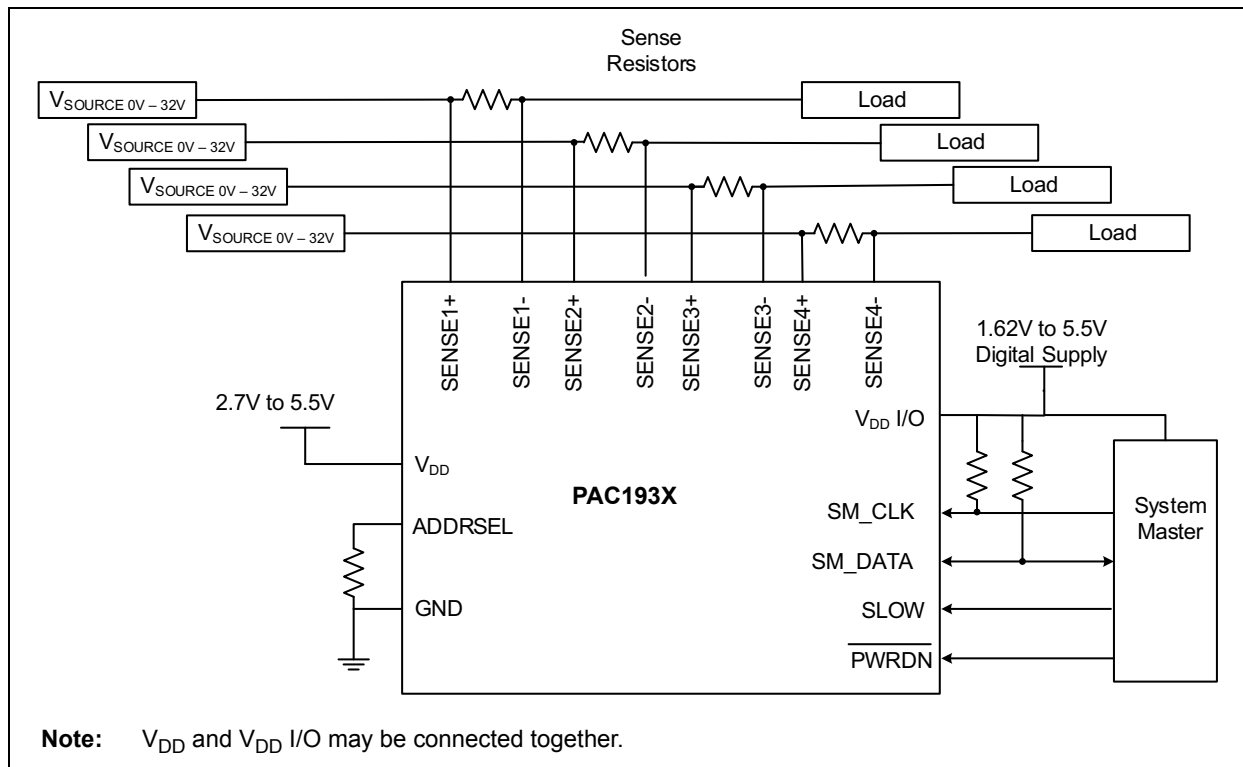 Sense
Resistors
VSOURCE 0V – 32V
Load
VSOURCE 0V – 32V
Load
VSOURCE 0V – 32V
Load
VSOURCE 0V – 32V
Load
SENSE1+
SENSE1-
SENSE2+
SENSE2-
SENSE3+
SENSE3-
SENSE4+
SENSE4-
1.62V to 5.5V
Digital Supply
2.7V to 5.5V
VDD I/O
VDD
PAC193X
ADDRSEL
SM_CLK
System
Master
SM_DATA
GND
SLOW
PWRDN
Note: VDD and VDD I/O may be connected together.